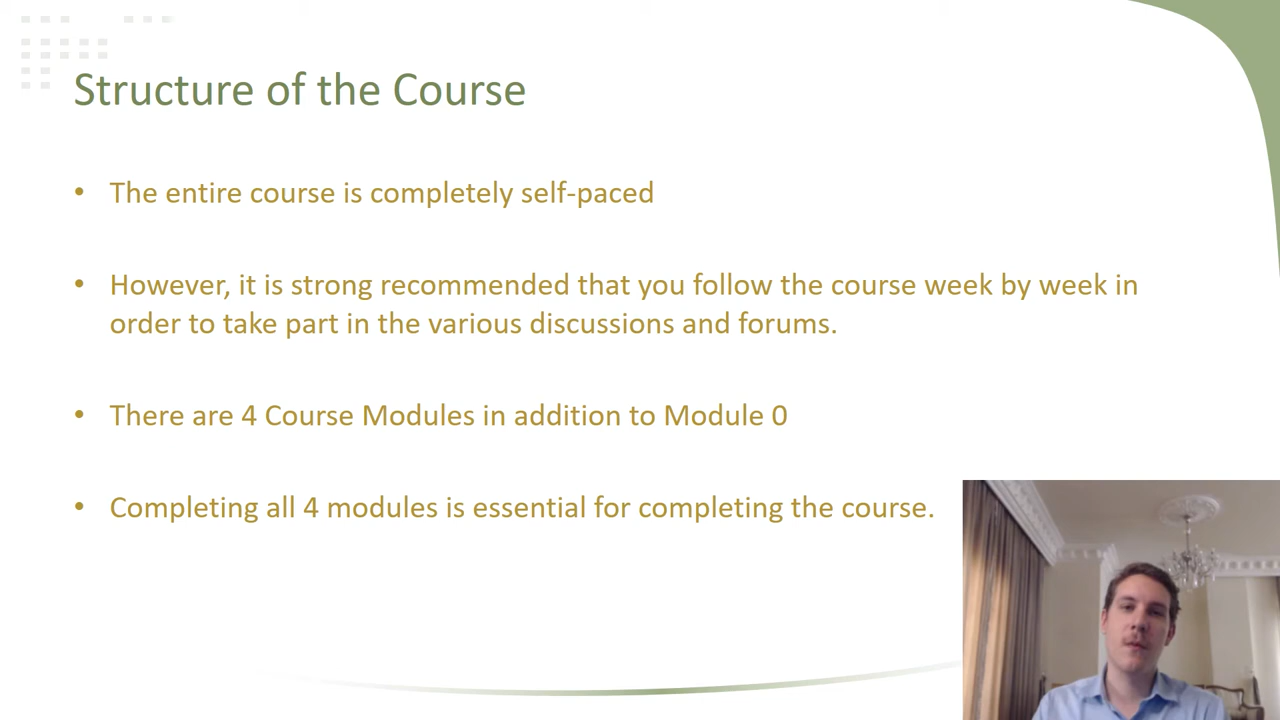 Structure of the Course
• The entire course is completely self-paced
• However, it is strong recommended that you follow the course week by week in
order to take part in the various discussions and forums.
• There are 4 Course Modules in addition to Module 0
• Completing all 4 modules is essential for completing the course.